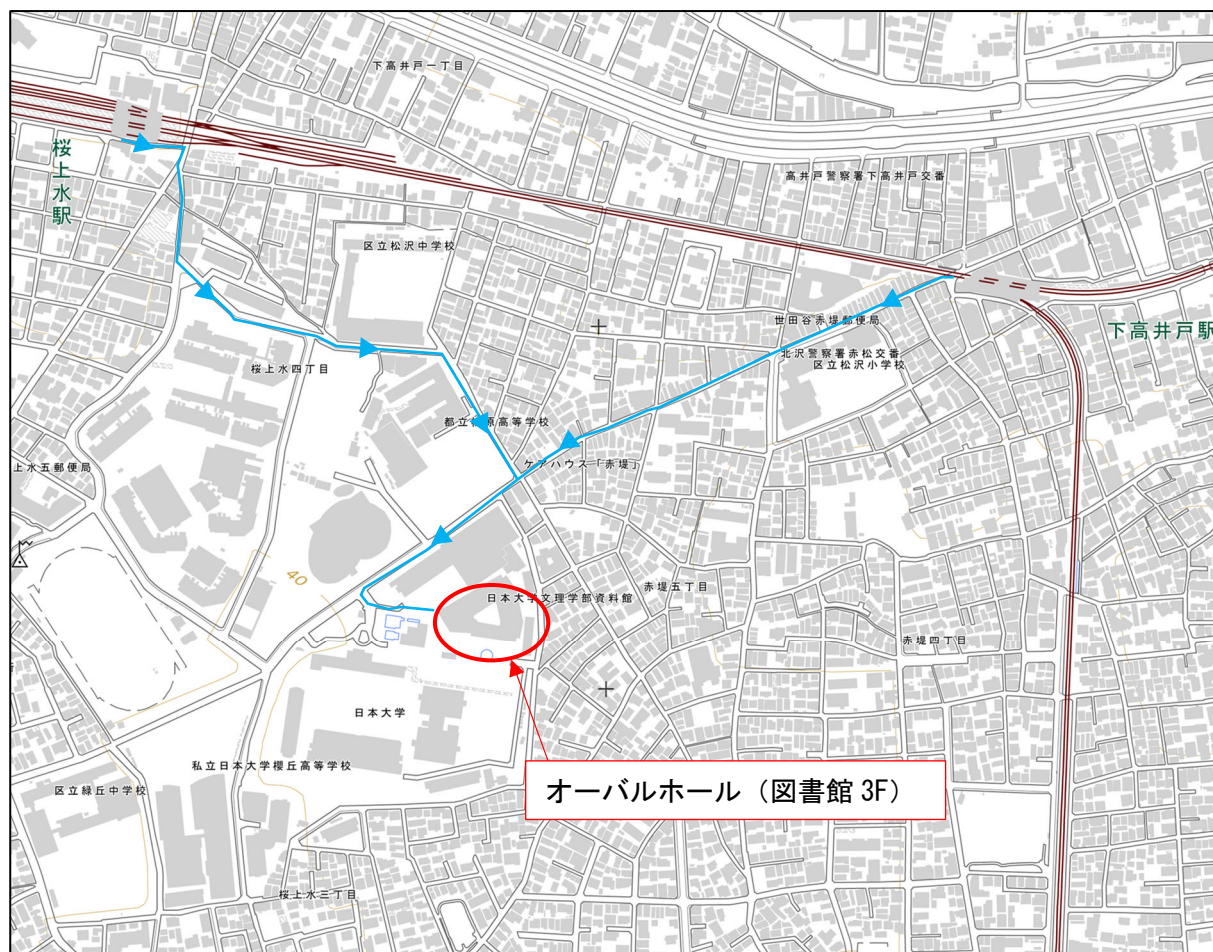 下高井戸一丁目
桜上水駅
高井戸警察署下高井戸交番
区立松沢中学校
世田谷赤堤郵便局
下高井戸駅
北沢警察署赤松交番
区立松沢小学校
桜上水四丁目
ケアハウス「赤堤」
上水五郵便局
40
日本大学文理学部資料館
赤堤五丁目
赤堤四丁目
日本大学
私立日本大学櫻丘高等学校
オーバルホール（図書館 3F）
区立緑丘中学校
桜上水三丁目